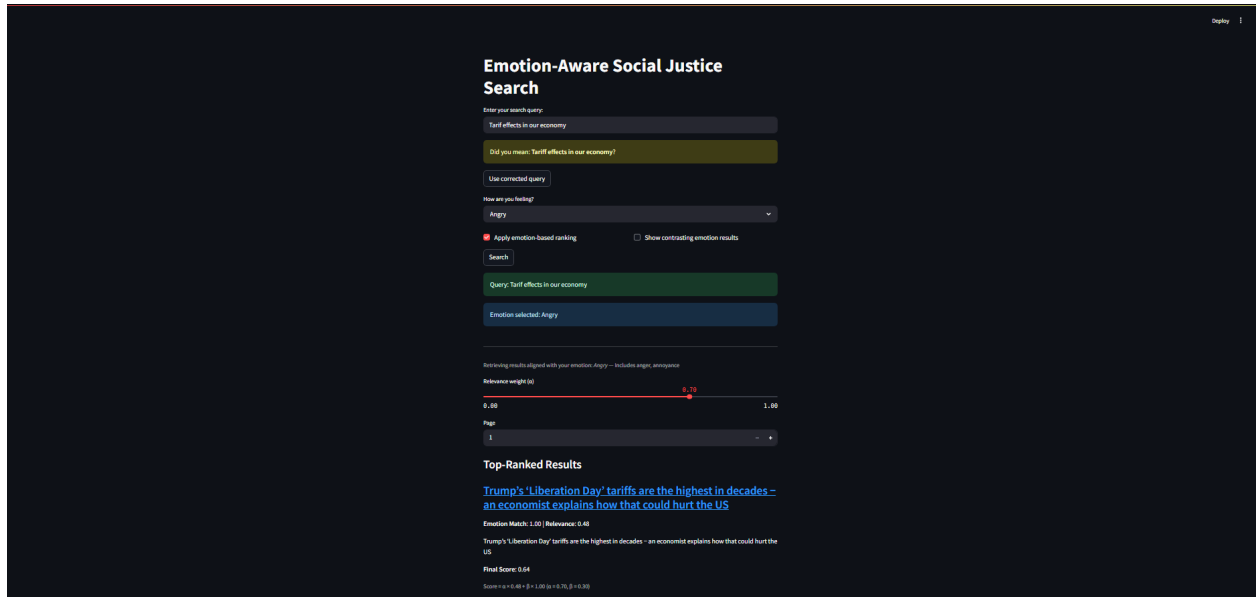 Deploy
Emotion-Aware Social Justice
Search
Enter your search query:
Tarif effects in our economy
Did you mean: Tariff effects in our economy?
Use corrected query
How are you feeling?
Angry
Apply emotion-based ranking Show contrasting emotion results
Search
Query: Tarif effects in our economy
Emotion selected: Angry
Retrieving results aligned with your emotion: Angry — includes anger, annoyance
Relevance weight (α)
0.70
0.00 1.00
Page
1 - +
Top-Ranked Results
Trump's 'Liberation Day' tariffs are the highest in decades −
an economist explains how that could hurt the US
Emotion Match: 1.00 | Relevance: 0.48
Trump's 'Liberation Day' tariffs are the highest in decades − an economist explains how that could hurt the
US
Final Score: 0.64
Score = α × 0.48 + β × 1.00 (α = 0.70, β = 0.30)